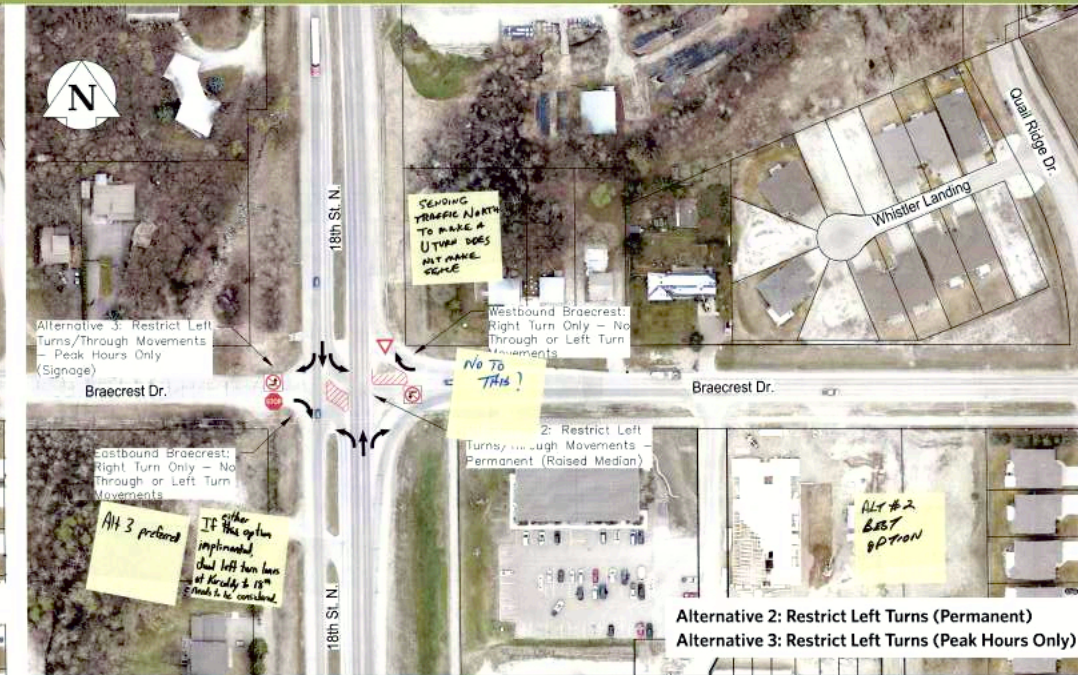 N
18th St. N.
Quail Ridge Dr.
Whistler Landing
SENDING
TRAFFIC NORTH
TO MAKE A
U TURN DOES
NOT MAKE
SENCE
Alternative 3: Restrict Left
Turns/Through Movements
– Peak Hours Only
(Signage)
Westbound Braecrest:
Right Turn Only – No
Through or Left Turn
Movements
NO TO
THIS!
Braecrest Dr.
STOP
Braecrest Dr.
2: Restrict Left
Turns/Through Movements –
Permanent (Raised Median)
Eastbound Braecrest:
Right Turn Only – No
Through or Left Turn
Movements
Alt 3 preferred
either
If this option
implimented,
dual left turn lanes
at Kircaldy to 18th
needs to be considered
ALT #2
BEST
OPTION
18th St. N.
Alternative 2: Restrict Left Turns (Permanent)
Alternative 3: Restrict Left Turns (Peak Hours Only)